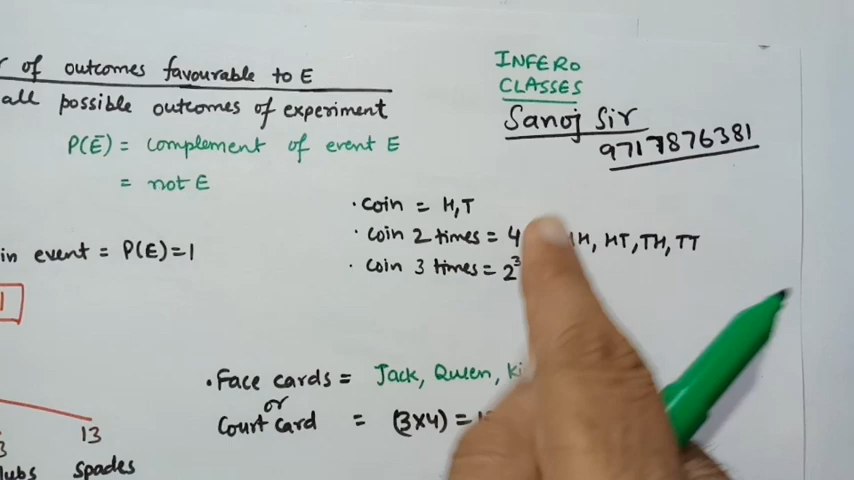 INFERO
CLASSES
Sanoj Sir
9717876381
of outcomes favourable to E
all possible outcomes of experiment
P(Ē) = complement of event E
= not E
in event = P(E)=1
1
• Coin = H,T
• Coin 2 times = 4 HT, TH, TT
• Coin 3 times = 2³
• Face cards = Jack, Queen,
or
Court card = (3×4) =
13
spades